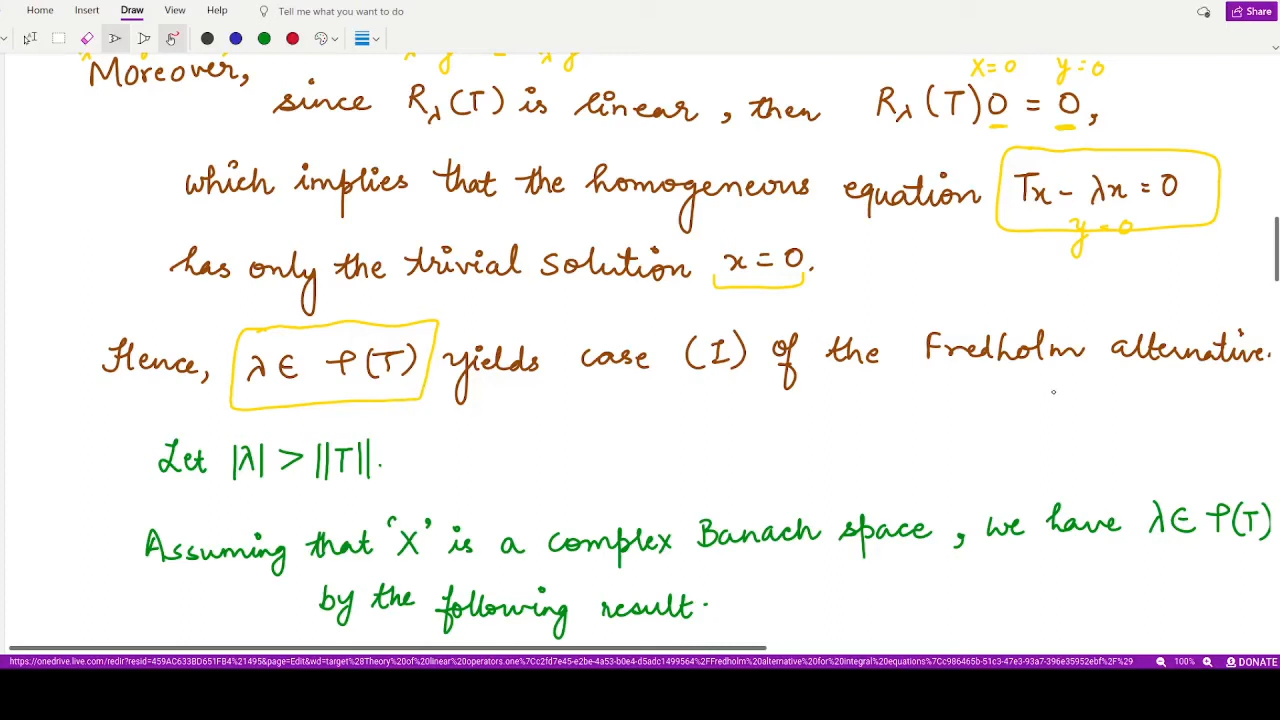 Home Insert Draw View Help Tell me what you want to do Share
x=0 y=0
Moreover,
since Rλ(T) is linear, then Rλ(T)0 = 0,
which implies that the homogeneous equation Tx - λx = 0
y = 0
has only the trivial solution x = 0.
Hence, λ ∈ ρ(T) yields case (I) of the Fredholm alternative.
Let |λ| > ||T||.
Assuming that 'X' is a complex Banach space, we have λ ∈ ρ(T)
by the following result.
100% DONATE